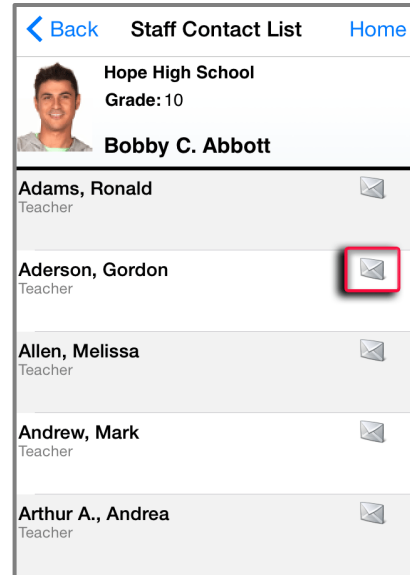 Back Staff Contact List Home
Hope High School
Grade: 10
Bobby C. Abbott
Adams, Ronald
Teacher
Aderson, Gordon
Teacher
Allen, Melissa
Teacher
Andrew, Mark
Teacher
Arthur A., Andrea
Teacher